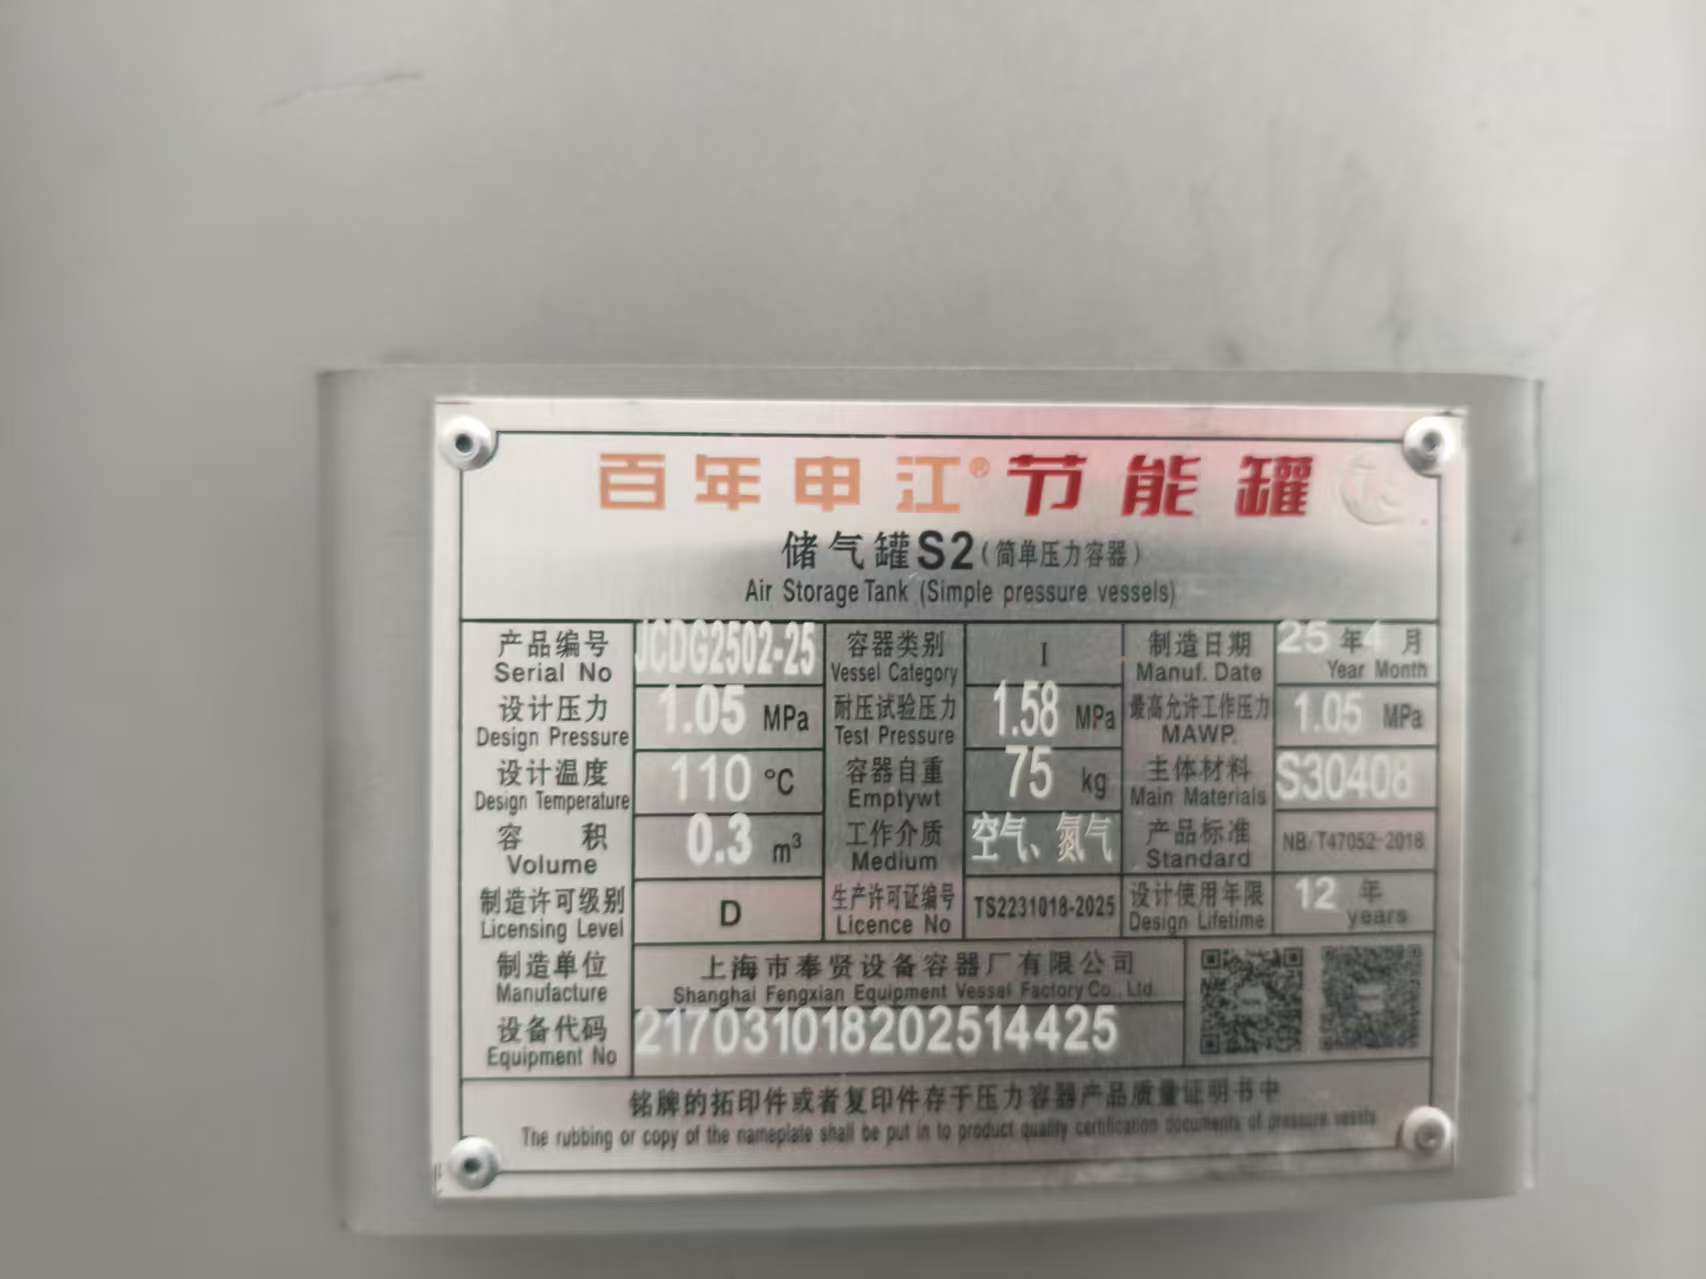 百年申江®节能罐
储气罐S2(简单压力容器)
Air Storage Tank (Simple pressure vessels)
产品编号 JCDG2502-25 容器类别 I 制造日期 25年4月
Serial No Vessel Category Manuf. Date Year Month
设计压力 1.05 MPa 耐压试验压力 1.58 MPa 最高允许工作压力 1.05 MPa
Design Pressure Test Pressure MAWP.
设计温度 110 °C 容器自重 75 kg 主体材料 S30408
Design Temperature Emptywt Main Materials
容积 0.3 m³ 工作介质 空气、氮气 产品标准 NB/T47052-2018
Volume Medium Standard
制造许可级别 D 生产许可证编号 TS2231018-2025 设计使用年限 12 年
Licensing Level Licence No Design Lifetime years
制造单位 上海市奉贤设备容器厂有限公司
Manufacture Shanghai Fengxian Equipment Vessel Factory Co., Ltd.
设备代码 217031018202514425
Equipment No
铭牌的拓印件或者复印件存于压力容器产品质量证明书中
The rubbing or copy of the nameplate shall be put in to product quality certification documents of pressure vessts